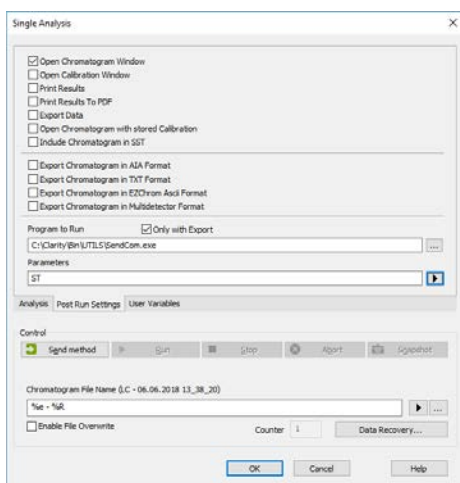 Single Analysis
Open Chromatogram Window
Open Calibration Window
Print Results
Print Results To PDF
Export Data
Open Chromatogram with stored Calibration
Include Chromatogram in SST
Export Chromatogram in AIA Format
Export Chromatogram in TXT Format
Export Chromatogram in EZChrom Ascii Format
Export Chromatogram in Multidetector Format
Program to Run Only with Export
C:\Clarity\Bin\UTILS\SendCom.exe ...
Parameters
ST
Analysis Post Run Settings User Variables
Control
Send method Run Stop Abort Snapshot
Chromatogram File Name (LC - 06.06.2018 13_38_20)
%e - %R ...
Enable File Overwrite Counter 1 Data Recovery...
OK Cancel Help